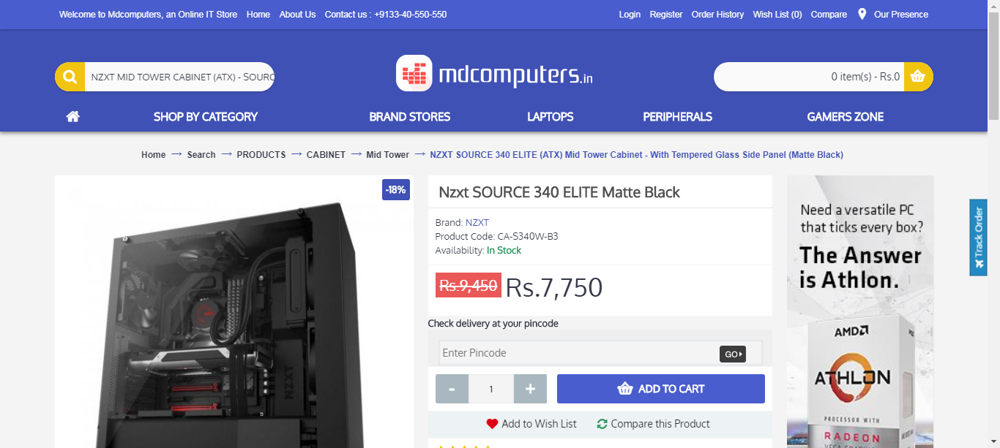 Welcome to Mdcomputers, an Online IT Store Home About Us Contact us : +9133-40-550-550 Login Register Order History Wish List (0) Compare Our Presence
NZXT MID TOWER CABINET (ATX) - SOURC
mdcomputers.in
0 item(s) - Rs.0
SHOP BY CATEGORY BRAND STORES LAPTOPS PERIPHERALS GAMERS ZONE
Home → Search → PRODUCTS → CABINET → Mid Tower → NZXT SOURCE 340 ELITE (ATX) Mid Tower Cabinet - With Tempered Glass Side Panel (Matte Black)
-18%
NZXT
Nzxt SOURCE 340 ELITE Matte Black
Brand: NZXT
Product Code: CA-S340W-B3
Availability: In Stock
Rs.9,450 Rs.7,750
Check delivery at your pincode
Enter Pincode GO
- 1 + ADD TO CART
Add to Wish List Compare this Product
Need a versatile PC
that ticks every box?
The Answer
is Athlon.
AMD
ATHLON
PROCESSOR WITH
RADEON
Track Order